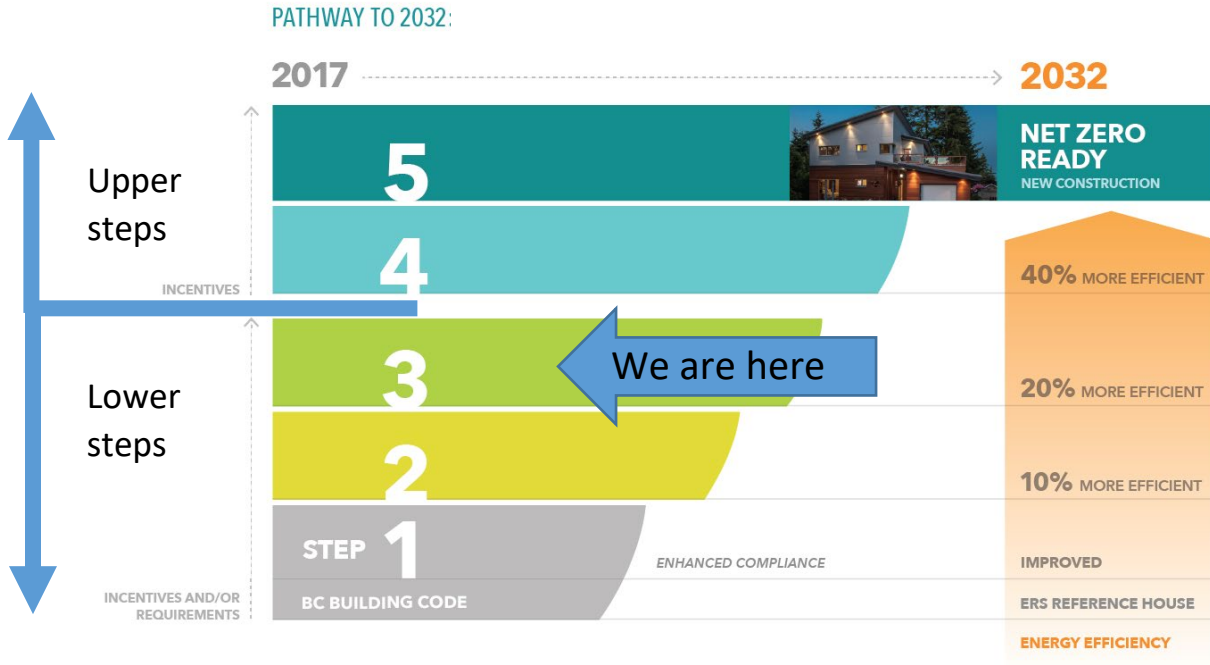 PATHWAY TO 2032:
2017
2032
Upper
steps
5
NET ZERO
READY
NEW CONSTRUCTION
4
INCENTIVES
40% MORE EFFICIENT
Lower
steps
3
We are here
20% MORE EFFICIENT
2
10% MORE EFFICIENT
STEP 1
ENHANCED COMPLIANCE
IMPROVED
INCENTIVES AND/OR
REQUIREMENTS
BC BUILDING CODE
ERS REFERENCE HOUSE
ENERGY EFFICIENCY